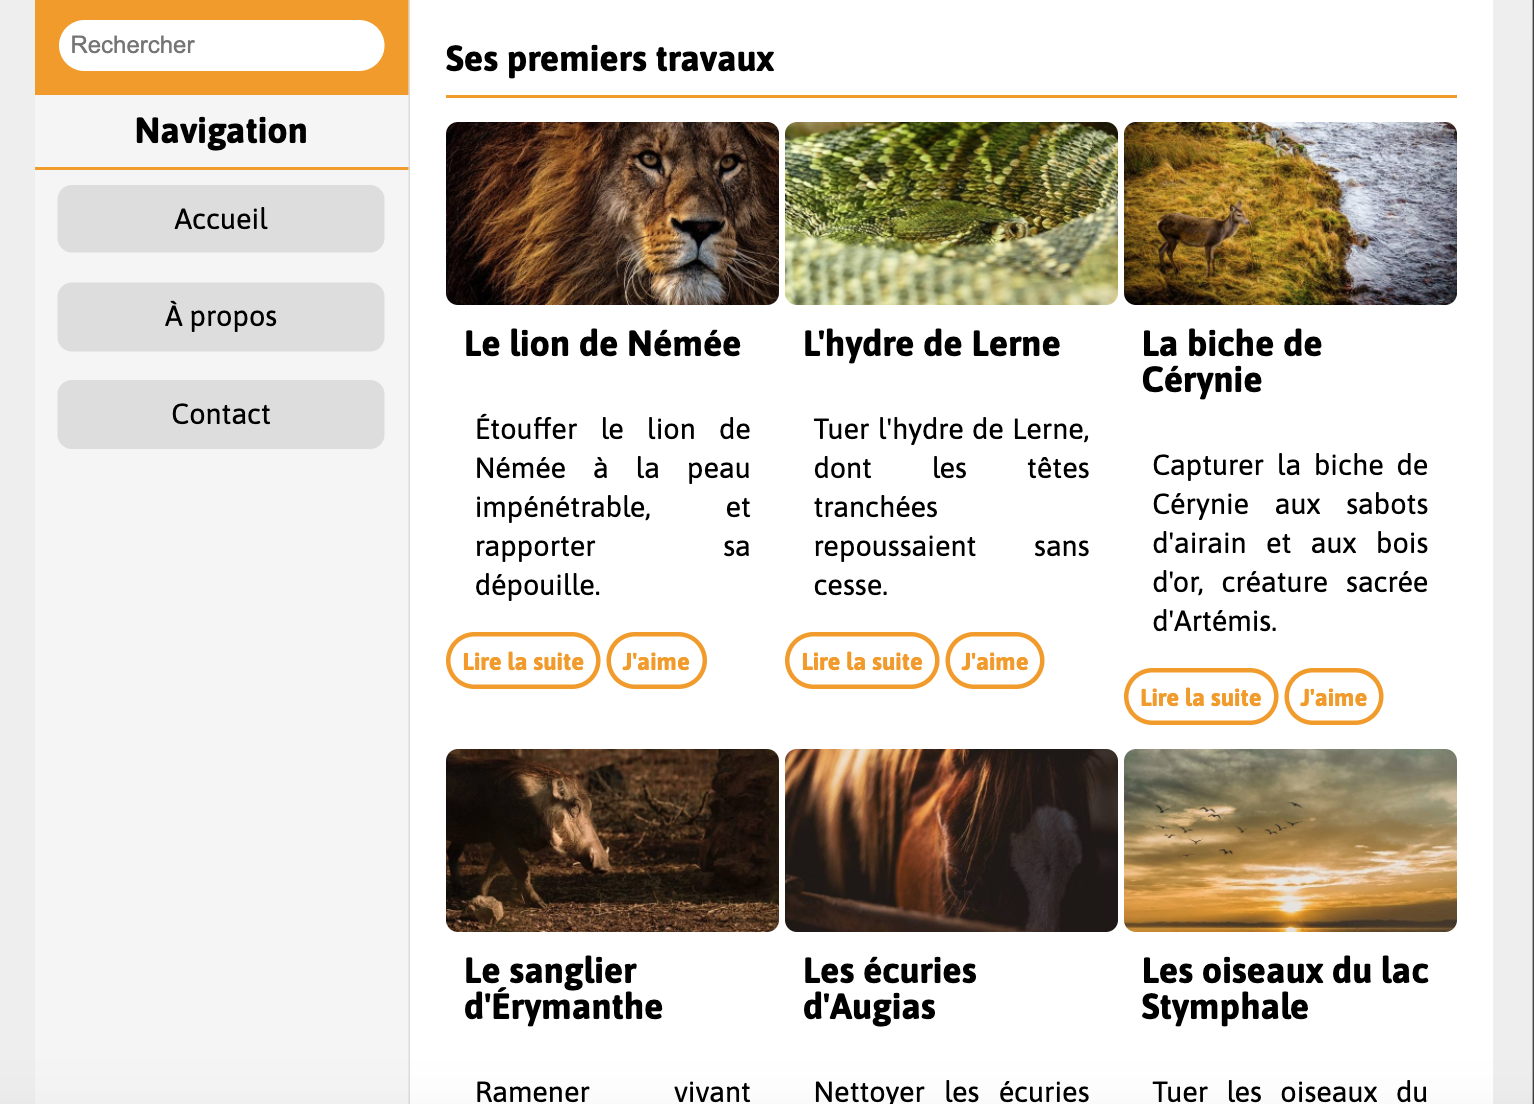 Rechercher
Navigation
Accueil
À propos
Contact
Ses premiers travaux
Le lion de Némée
Étouffer le lion de
Némée à la peau
impénétrable, et
rapporter sa
dépouille.
Lire la suite
J'aime
L'hydre de Lerne
Tuer l'hydre de Lerne,
dont les têtes
tranchées
repoussaient sans
cesse.
Lire la suite
J'aime
La biche de
Cérynie
Capturer la biche de
Cérynie aux sabots
d'airain et aux bois
d'or, créature sacrée
d'Artémis.
Lire la suite
J'aime
Le sanglier
d'Érymanthe
Ramener vivant
Les écuries
d'Augias
Nettoyer les écuries
Les oiseaux du lac
Stymphale
Tuer les oiseaux du